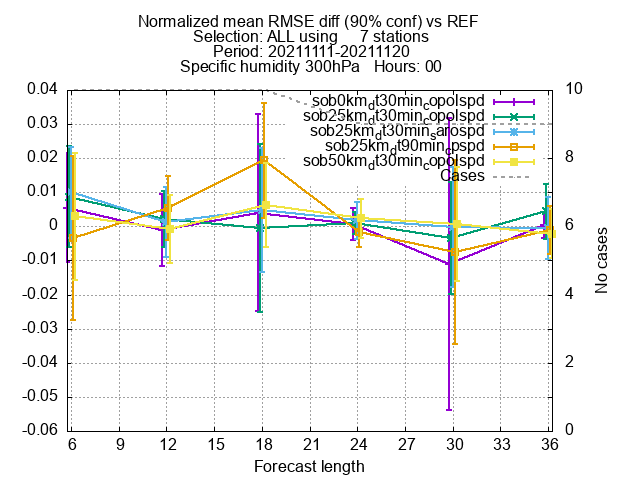 Normalized mean RMSE diff (90% conf) vs REF
Selection: ALL using 7 stations
Period: 20211111-20211120
Specific humidity 300hPa Hours: 00
sob0km_dt30min_copolspd
sob25km_dt30min_copolspd
sob25km_dt30min_sanospd
sob25km_dt90min_cpspd
sob50km_dt30min_copolspd
Cases
0.04
0.03
0.02
0.01
0
-0.01
-0.02
-0.03
-0.04
-0.05
-0.06
10
8
6
4
2
0
No cases
6 9 12 15 18 21 24 27 30 33 36
Forecast length